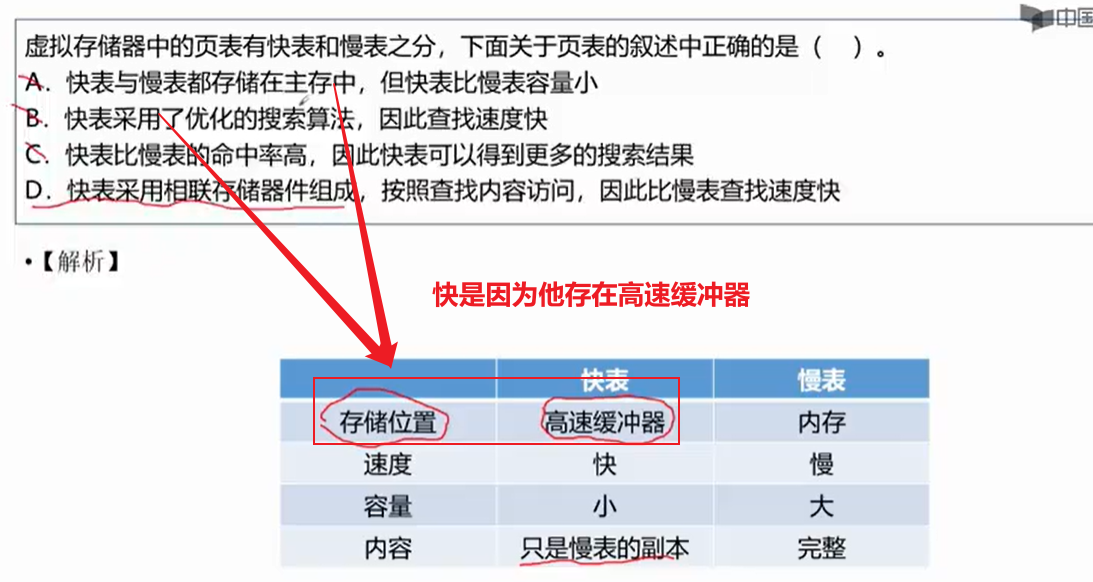 中国
虚拟存储器中的页表有快表和慢表之分，下面关于页表的叙述中正确的是（ ）。
A．快表与慢表都存储在主存中，但快表比慢表容量小
B．快表采用了优化的搜索算法，因此查找速度快
C．快表比慢表的命中率高，因此快表可以得到更多的搜索结果
D．快表采用相联存储器件组成，按照查找内容访问，因此比慢表查找速度快
•【解析】
快是因为他存在高速缓冲器
快表 慢表
存储位置 高速缓冲器 内存
速度 快 慢
容量 小 大
内容 只是慢表的副本 完整